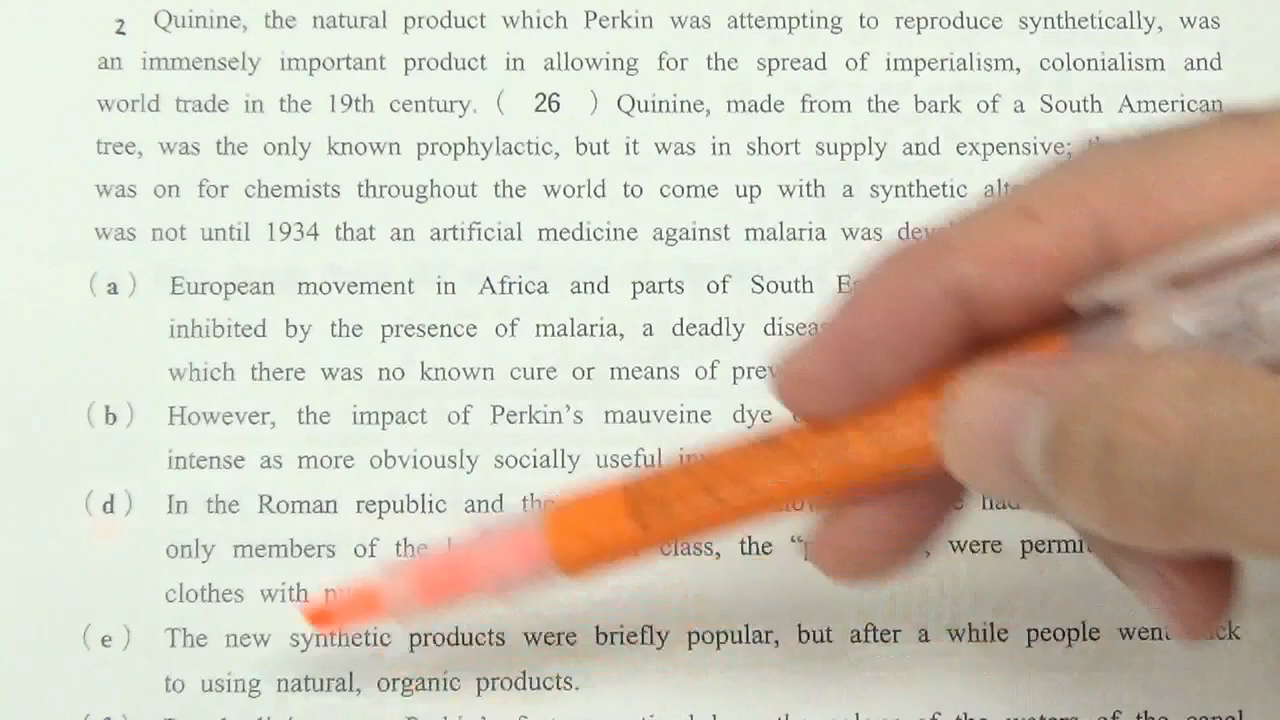 2 Quinine, the natural product which Perkin was attempting to reproduce synthetically, was
an immensely important product in allowing for the spread of imperialism, colonialism and
world trade in the 19th century. ( 26 ) Quinine, made from the bark of a South American
tree, was the only known prophylactic, but it was in short supply and expensive;
was on for chemists throughout the world to come up with a synthetic
was not until 1934 that an artificial medicine against malaria was
(a) European movement in Africa and parts of South
inhibited by the presence of malaria, a deadly
which there was no known cure or means of
(b) However, the impact of Perkin's mauveine dye
intense as more obviously socially useful
(d) In the Roman republic and
only members of the class, the were
clothes with
(e) The new synthetic products were briefly popular, but after a while people went
to using natural, organic products.